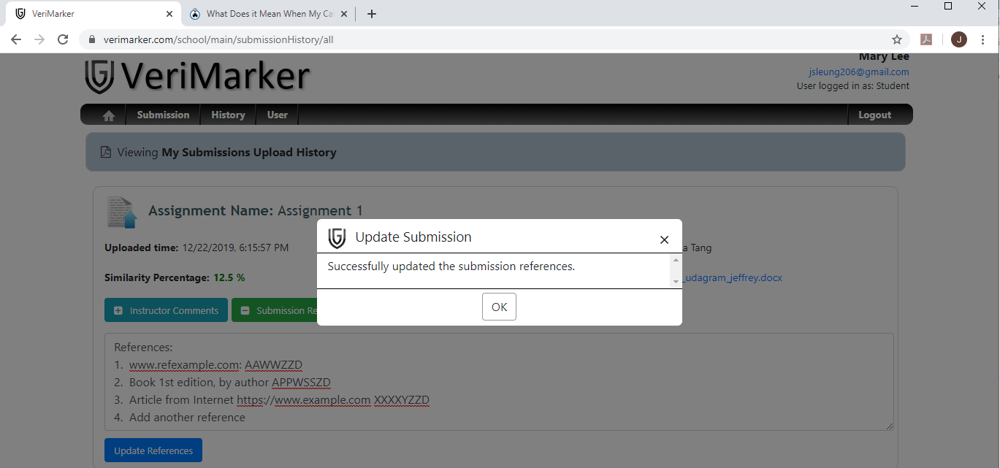 VeriMarker
What Does it Mean When My Ca
verimarker.com/school/main/submissionHistory/all
J
Mary Lee
VeriMarker
jsleung206@gmail.com
User logged in as: Student
Submission History User Logout
Viewing My Submissions Upload History
Assignment Name: Assignment 1
Update Submission
Uploaded time: 12/22/2019, 6:15:57 PM
a Tang
Successfully updated the submission references.
Similarity Percentage: 12.5 %
_udagram_jeffrey.docx
OK
Instructor Comments
Submission Re
References:
1. www.refexample.com: AAWWZZD
2. Book 1st edition, by author APPWSSZD
3. Article from Internet https://www.example.com XXXXYZZD
4. Add another reference
Update References